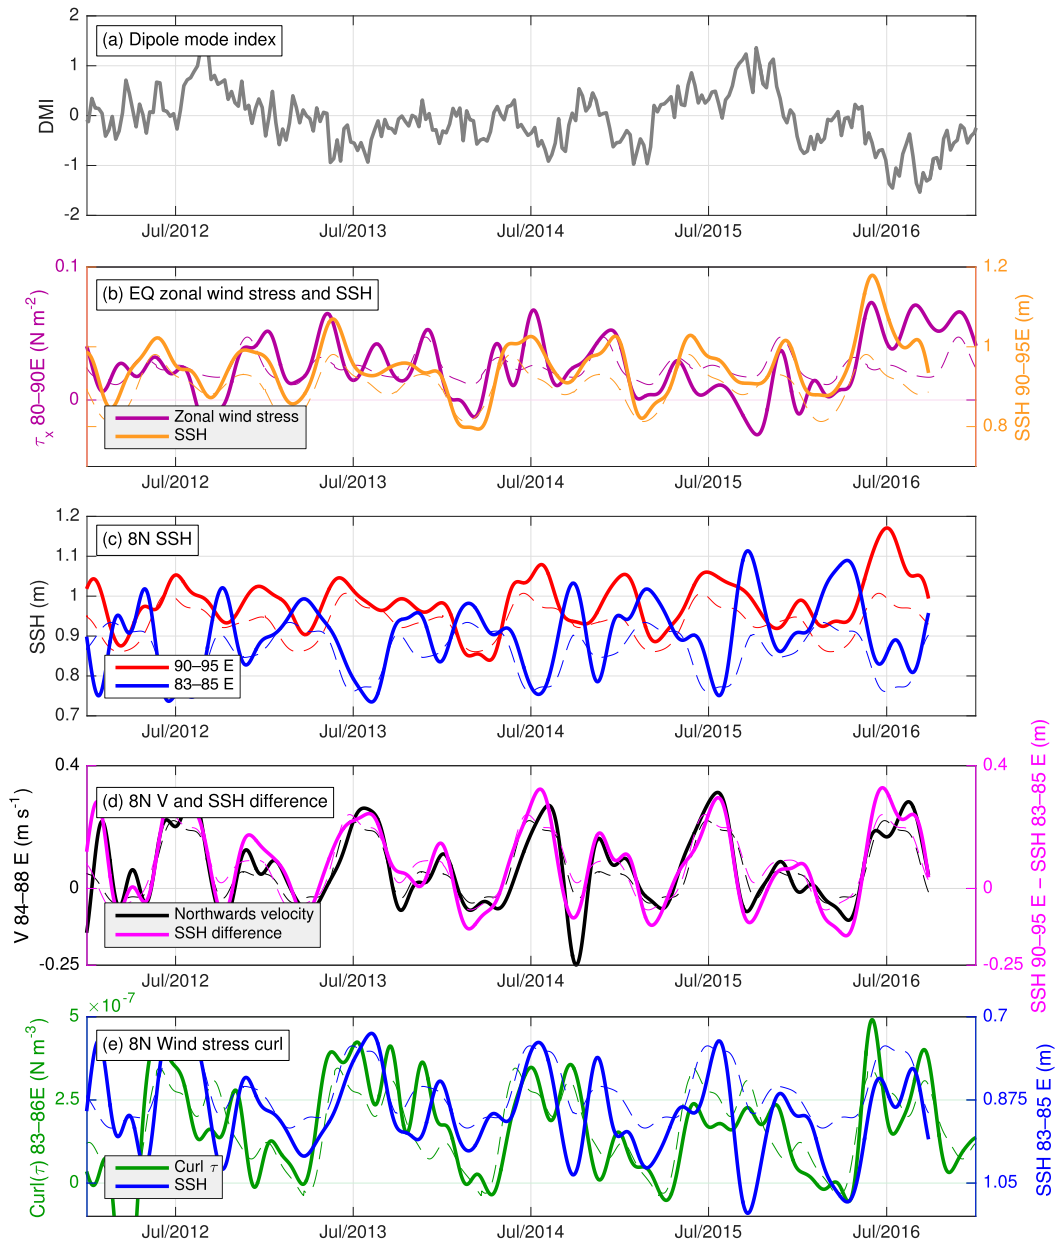 (a) Dipole mode index
DMI
2
1
0
-1
-2
Jul/2012 Jul/2013 Jul/2014 Jul/2015 Jul/2016
(b) EQ zonal wind stress and SSH
τx 80–90E (N m-2)
0.1
0
SSH 90–95E (m)
1.2
1
0.8
Zonal wind stress
SSH
Jul/2012 Jul/2013 Jul/2014 Jul/2015 Jul/2016
(c) 8N SSH
SSH (m)
1.2
1.1
1
0.9
0.8
0.7
90–95 E
83–85 E
Jul/2012 Jul/2013 Jul/2014 Jul/2015 Jul/2016
(d) 8N V and SSH difference
V 84–88 E (m s-1)
0.4
0
-0.25
SSH 90–95 E − SSH 83–85 E (m)
0.4
0
-0.25
Northwards velocity
SSH difference
Jul/2012 Jul/2013 Jul/2014 Jul/2015 Jul/2016
×10-7
(e) 8N Wind stress curl
Curl(τ) 83–86E (N m-3)
5
2.5
0
SSH 83–85 E (m)
0.7
0.875
1.05
Curl τ
SSH
Jul/2012 Jul/2013 Jul/2014 Jul/2015 Jul/2016